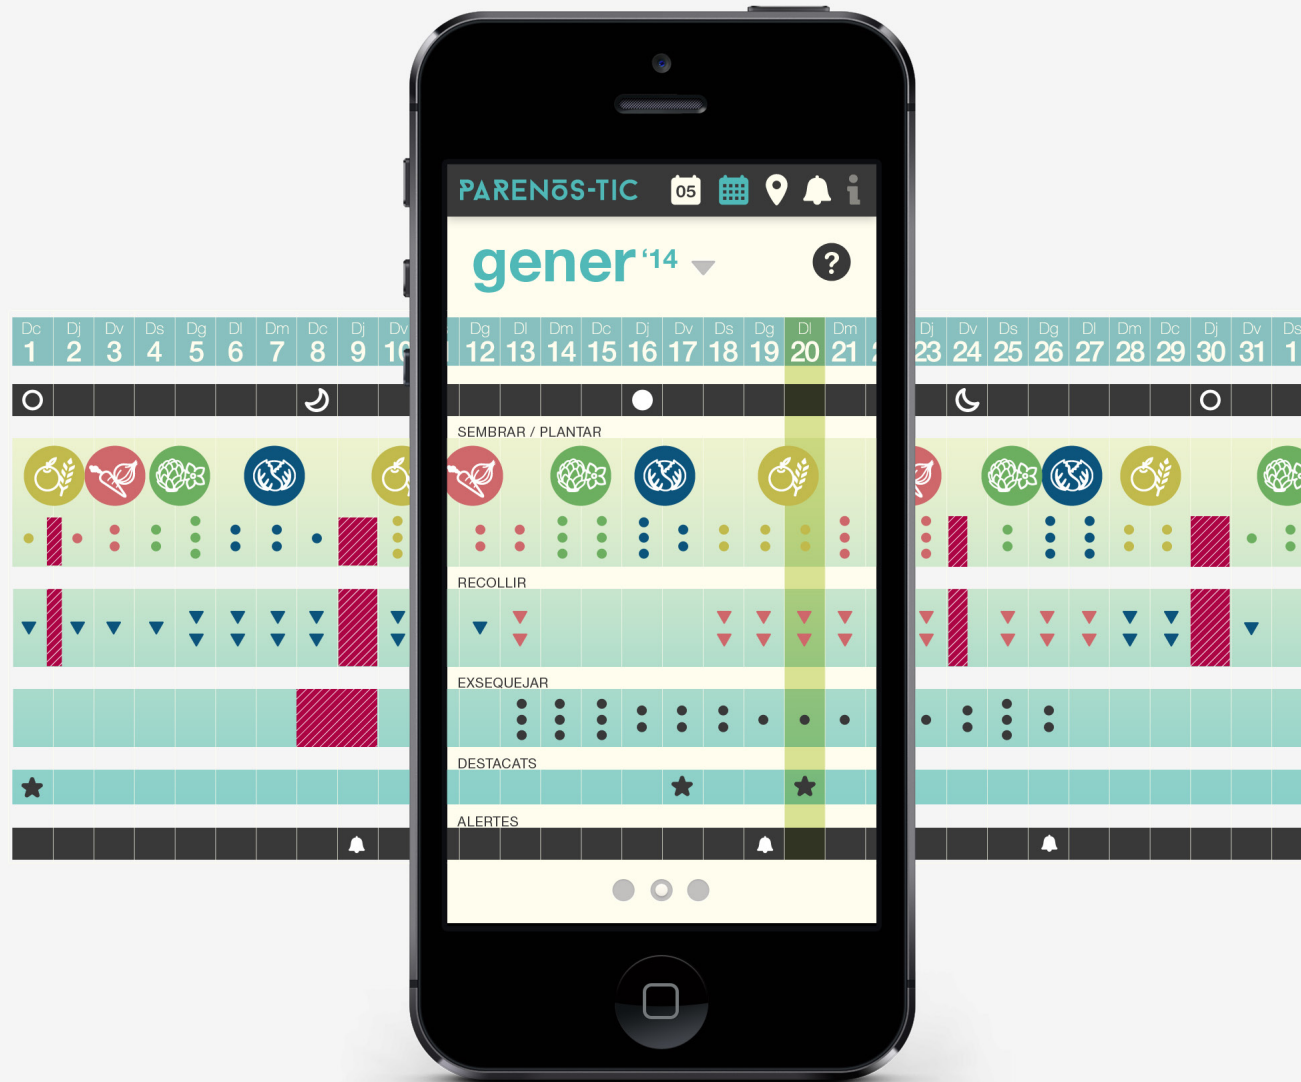 PARENŌS-TIC 05
gener '14 ?
Dc Dj Dv Ds Dg Dl Dm Dc Dj Dv Dg Dl Dm Dc Dj Dv Ds Dg Dl Dm Dj Dv Ds Dg Dl Dm Dc Dj Dv Ds
1 2 3 4 5 6 7 8 9 10 12 13 14 15 16 17 18 19 20 21 23 24 25 26 27 28 29 30 31 1
SEMBRAR / PLANTAR
RECOLLIR
EXSEQUEJAR
DESTACATS
ALERTES